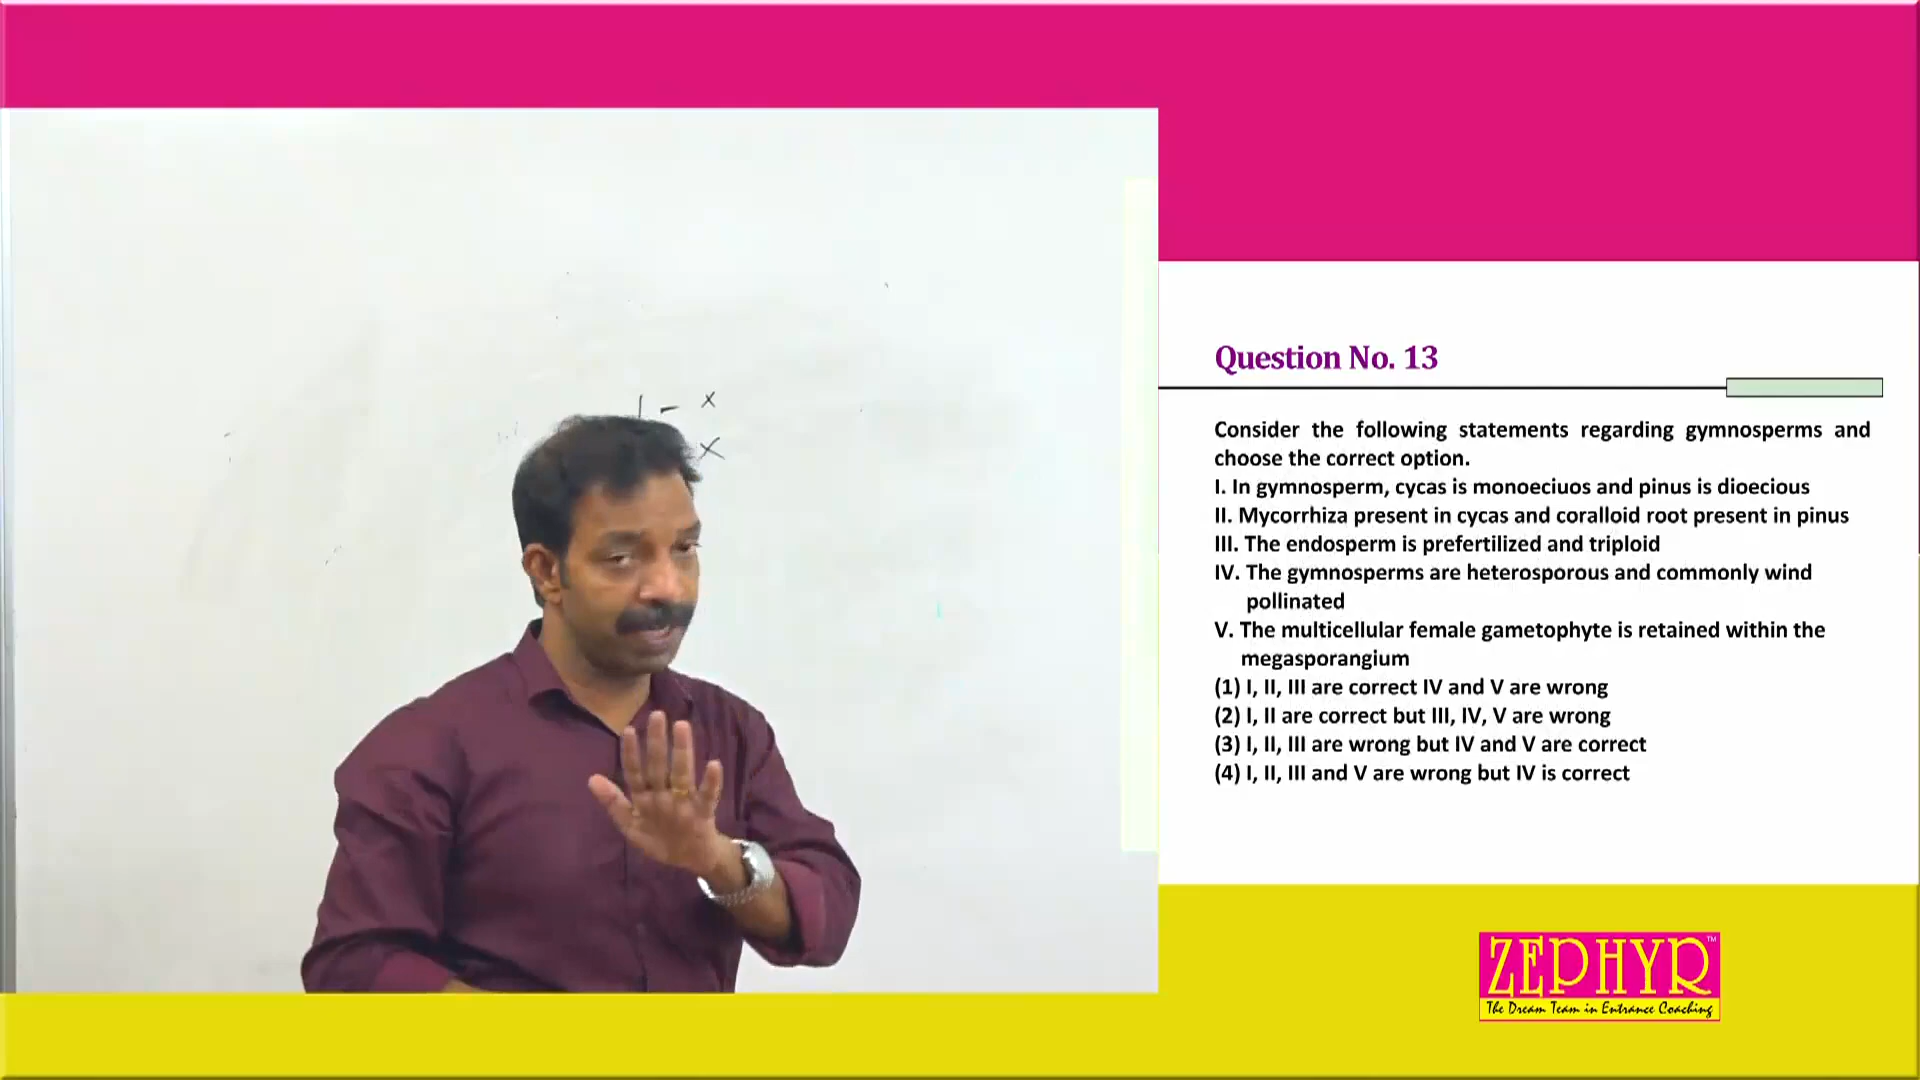 I - x
x
Question No. 13
Consider the following statements regarding gymnosperms and
choose the correct option.
I. In gymnosperm, cycas is monoeciuos and pinus is dioecious
II. Mycorrhiza present in cycas and coralloid root present in pinus
III. The endosperm is prefertilized and triploid
IV. The gymnosperms are heterosporous and commonly wind
pollinated
V. The multicellular female gametophyte is retained within the
megasporangium
(1) I, II, III are correct IV and V are wrong
(2) I, II are correct but III, IV, V are wrong
(3) I, II, III are wrong but IV and V are correct
(4) I, II, III and V are wrong but IV is correct
ZEPHYR™
The Dream Team in Entrance Coaching